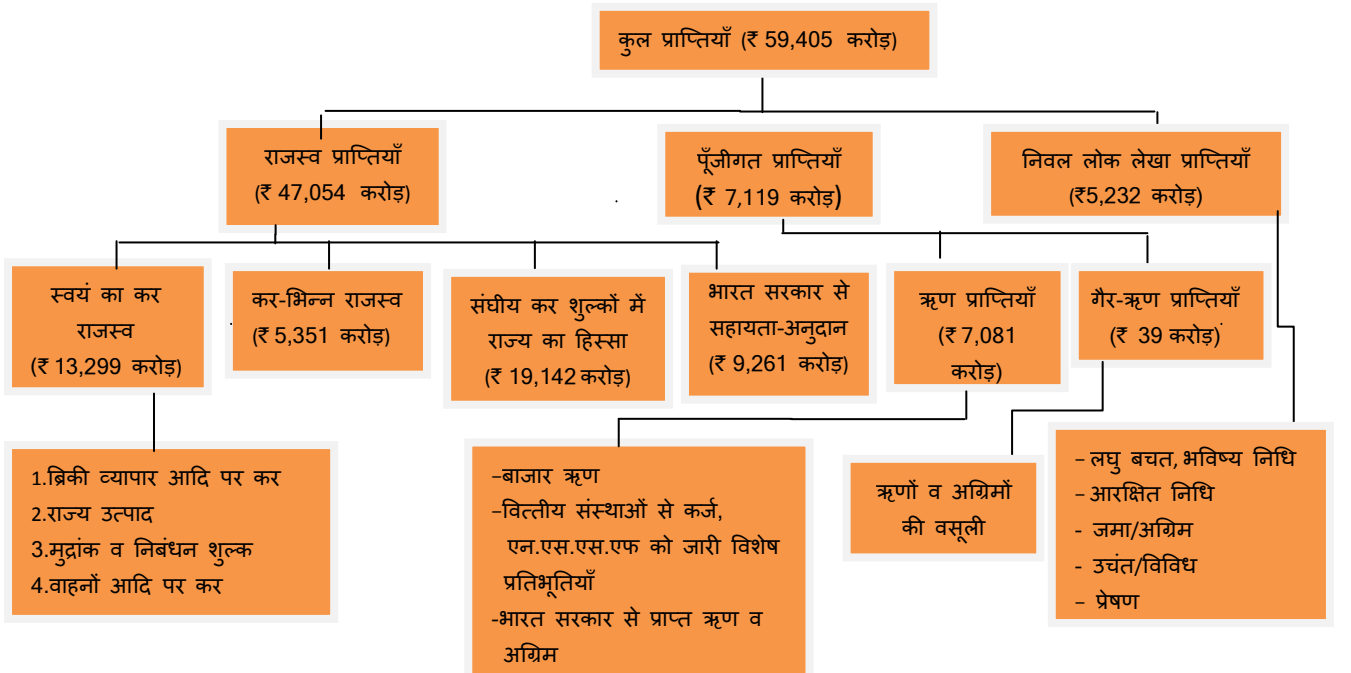 कुल प्राप्तियाँ (₹ 59,405 करोड़)
राजस्व प्राप्तियाँ
(₹ 47,054 करोड़)
पूँजीगत प्राप्तियाँ
(₹ 7,119 करोड़)
निवल लोक लेखा प्राप्तियाँ
(₹5,232 करोड़)
स्वयं का कर
राजस्व
(₹ 13,299 करोड़)
कर-भिन्न राजस्व
(₹ 5,351 करोड़)
संघीय कर शुल्कों में
राज्य का हिस्सा
(₹ 19,142 करोड़)
भारत सरकार से
सहायता-अनुदान
(₹ 9,261 करोड़)
ऋण प्राप्तियाँ
(₹ 7,081
करोड़)
गैर-ऋण प्राप्तियाँ
(₹ 39 करोड़)
1.ब्रिकी व्यापार आदि पर कर
2.राज्य उत्पाद
3.मुद्रांक व निबंधन शुल्क
4.वाहनों आदि पर कर
–बाजार ऋण
–वित्तीय संस्थाओं से कर्ज,
एन.एस.एस.एफ को जारी विशेष
प्रतिभूतियाँ
-भारत सरकार से प्राप्त ऋण व
अग्रिम
ऋणों व अग्रिमों
की वसूली
–लघु बचत, भविष्य निधि
–आरक्षित निधि
- जमा/अग्रिम
- उचंत/विविध
– प्रेषण